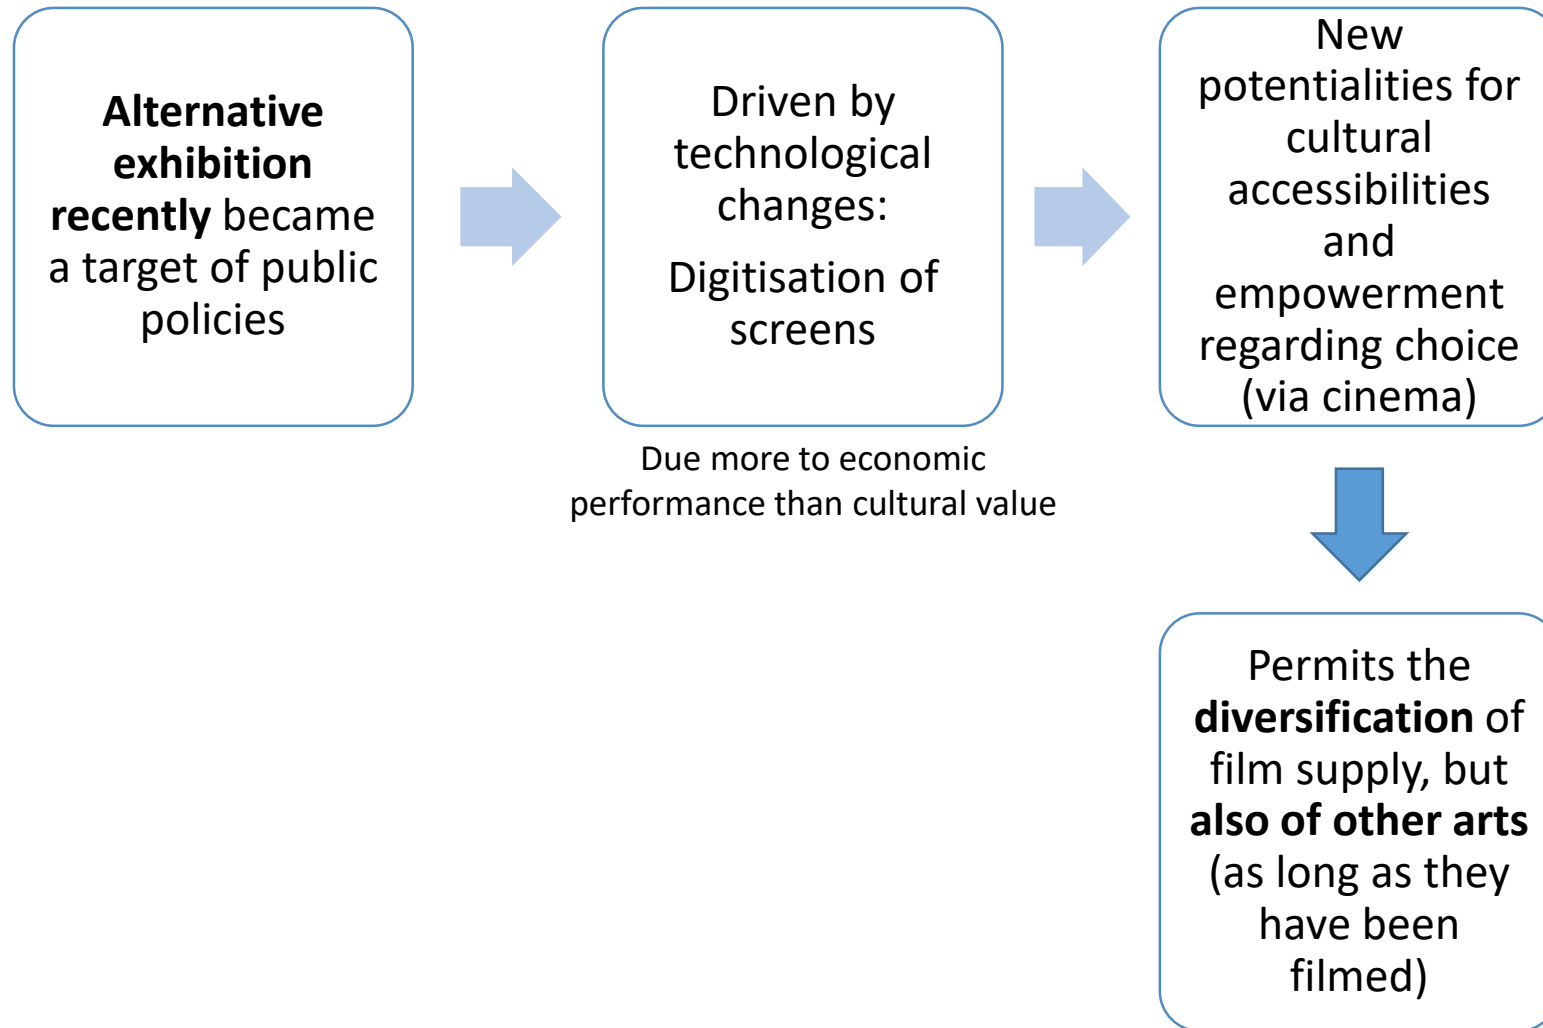 Alternative
exhibition
recently became
a target of public
policies
Driven by
technological
changes:
Digitisation of
screens
Due more to economic
performance than cultural value
New
potentialities for
cultural
accessibilities
and
empowerment
regarding choice
(via cinema)
Permits the
diversification of
film supply, but
also of other arts
(as long as they
have been
filmed)